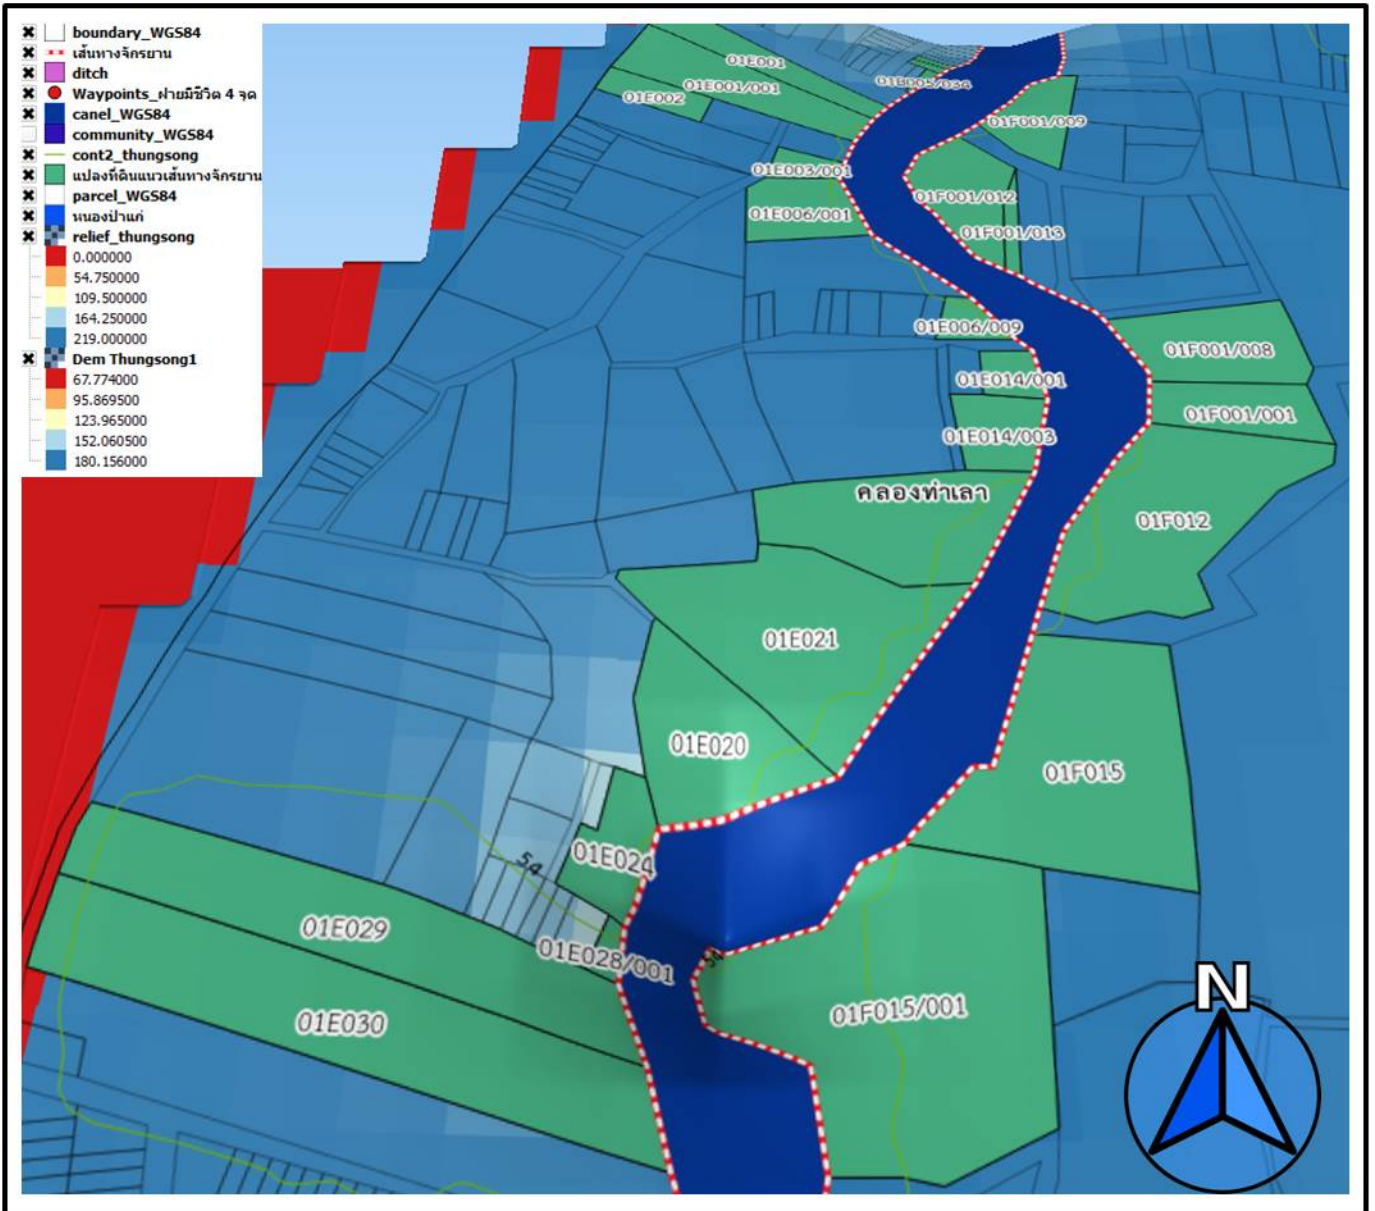 boundary_WGS84
เส้นทางจักรยาน
ditch
Waypoints_ฝายมีชีวิต 4 จุด
canel_WGS84
community_WGS84
cont2_thungsong
แปลงที่ดินแนวเส้นทางจักรยาน
parcel_WGS84
หนองป่าแก่
relief_thungsong
0.000000
54.750000
109.500000
164.250000
219.000000
Dem Thungsong1
67.774000
95.869500
123.965000
152.060500
180.156000
01E001
01E001/001
01E002
01B005/034
01F001/009
01E003/001
01E006/001
01F001/012
01F001/013
01E006/009
01F001/008
01E014/001
01F001/001
01E014/003
คลองท่าเลา
01F012
01E021
01E020
01F015
01E024
54
01E029
01E028/001
54
01E030
01F015/001
N